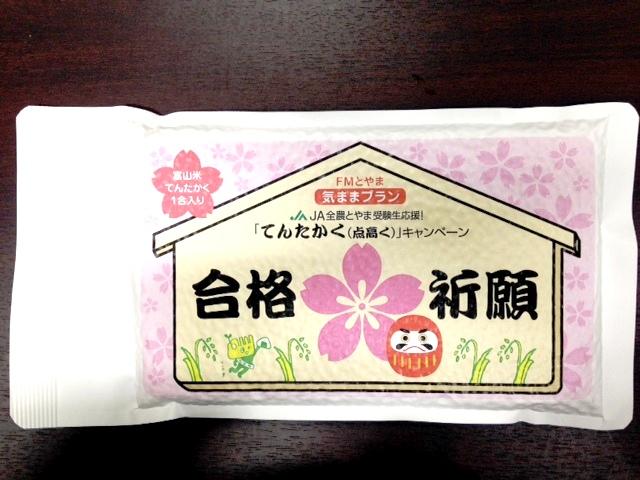 富山米
てんたかく
1合入り
FMとやま
気ままプラン
JA JA全農とやま受験生応援!
「てんたかく(点高く)」キャンペーン
合格 祈願